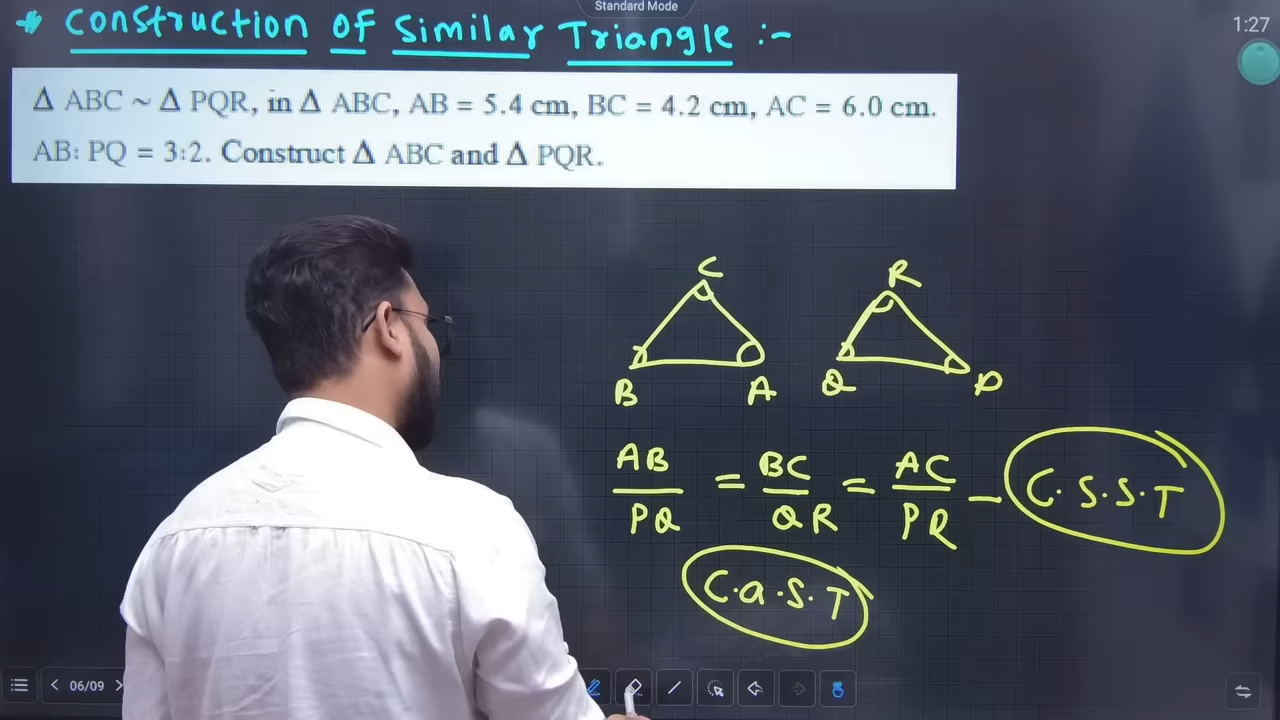 Standard Mode
1:27
* Construction of Similar Triangle :-
Δ ABC ~ Δ PQR, in Δ ABC, AB = 5.4 cm, BC = 4.2 cm, AC = 6.0 cm.
AB: PQ = 3:2. Construct Δ ABC and Δ PQR.
C R
B A Q P
AB/PQ = BC/QR = AC/PR - C.S.S.T
C.a.S.T
06/09